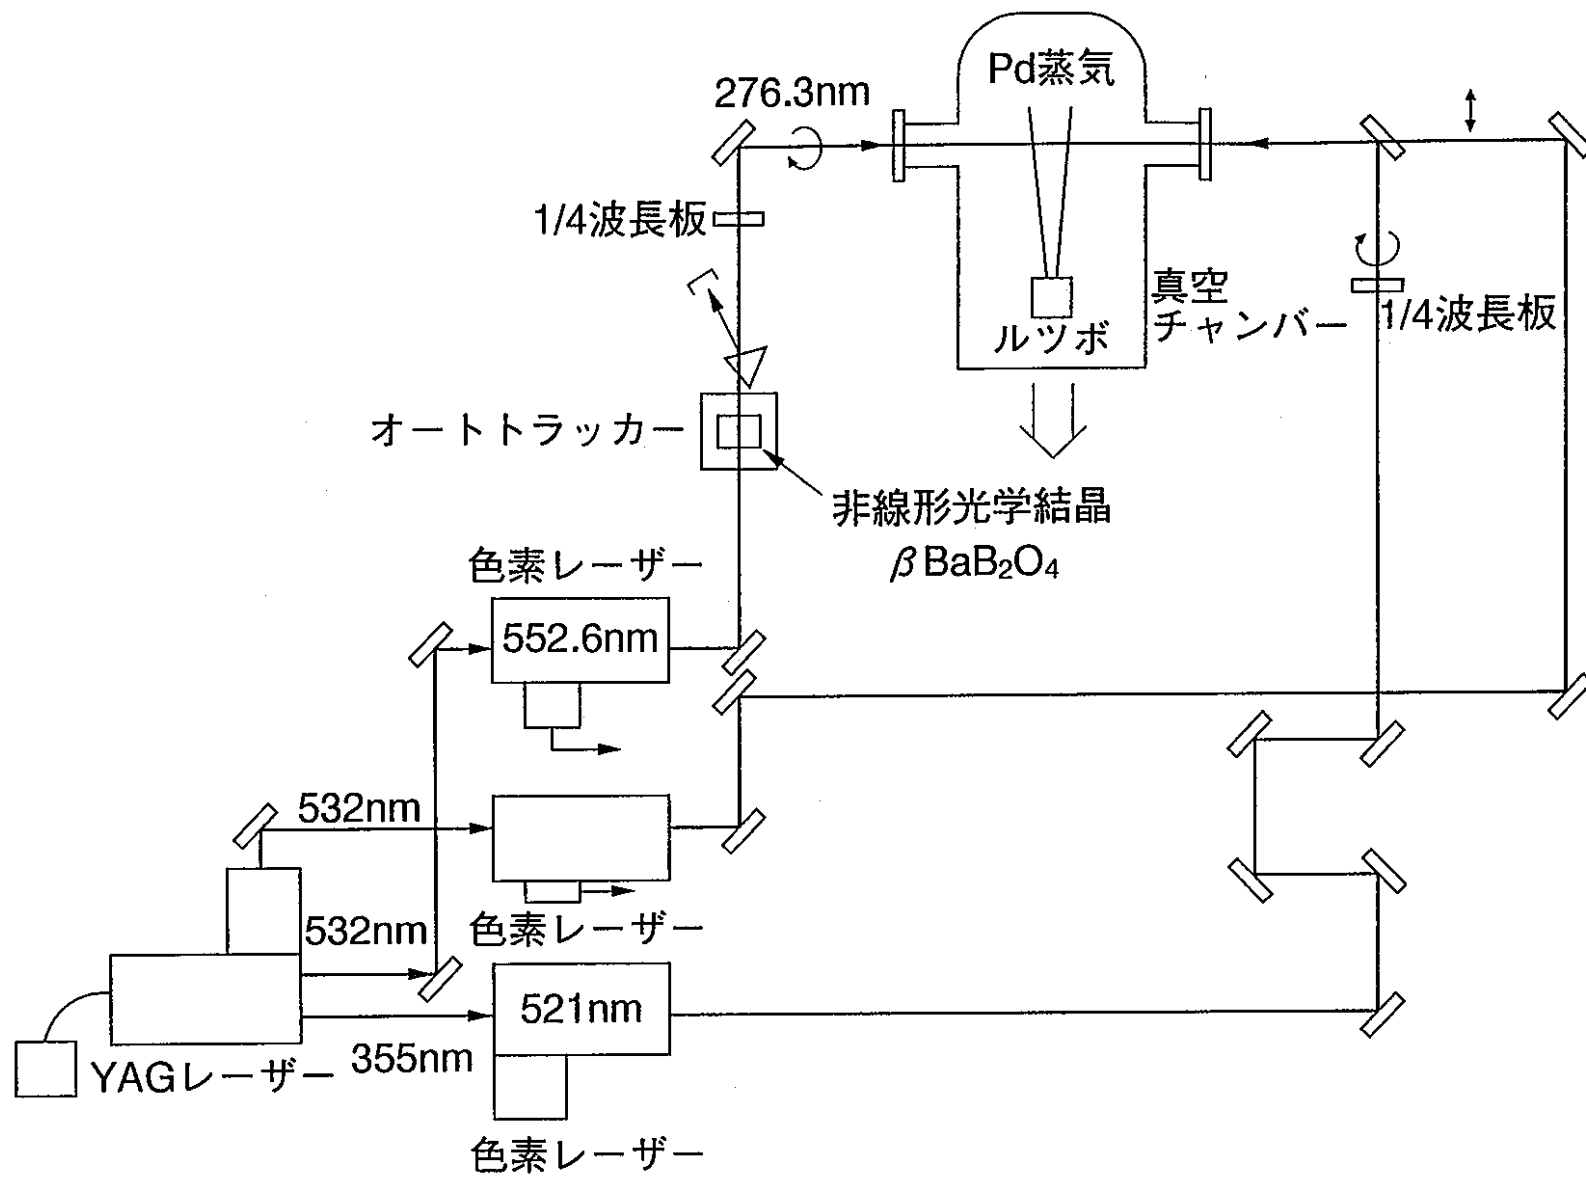 Pd蒸気
276.3nm
1/4波長板
真空
チャンバー
1/4波長板
ルツボ
オートトラッカー
非線形光学結晶
βBaB₂O₄
色素レーザー
552.6nm
532nm
色素レーザー
532nm
521nm
355nm
YAGレーザー
色素レーザー